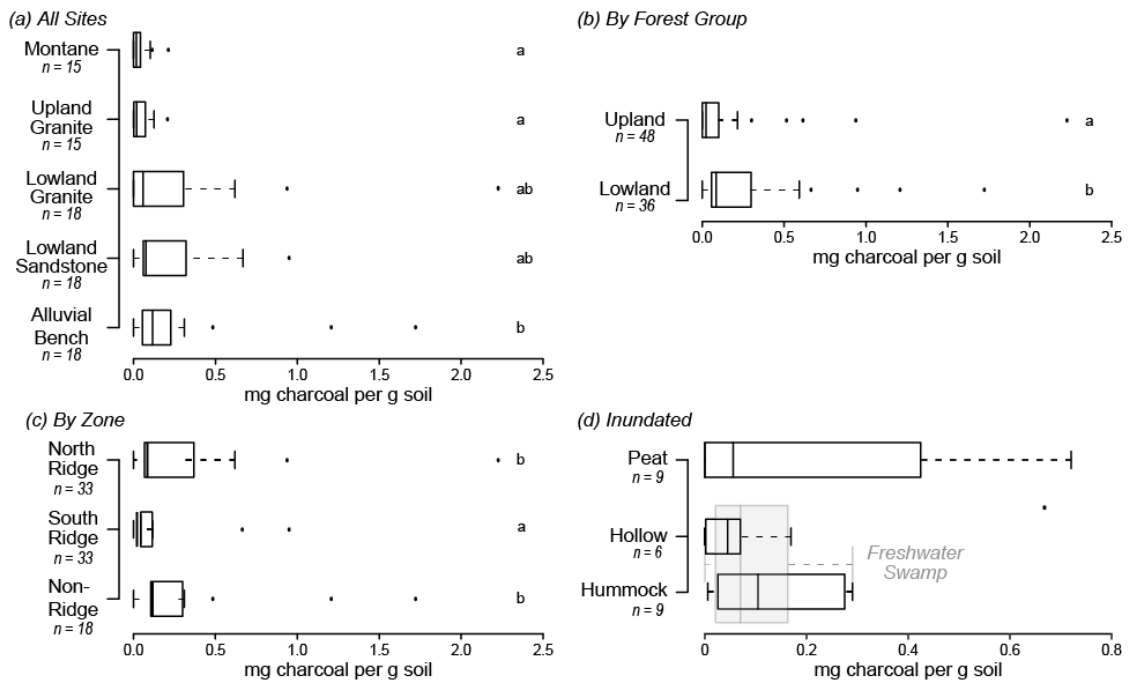 (a) All Sites
Montane
n = 15
a
Upland
Granite
n = 15
a
Lowland
Granite
n = 18
ab
Lowland
Sandstone
n = 18
ab
Alluvial
Bench
n = 18
b
0.0 0.5 1.0 1.5 2.0 2.5
mg charcoal per g soil
(b) By Forest Group
Upland
n = 48
a
Lowland
n = 36
b
0.0 0.5 1.0 1.5 2.0 2.5
mg charcoal per g soil
(c) By Zone
North
Ridge
n = 33
b
South
Ridge
n = 33
a
Non-
Ridge
n = 18
b
0.0 0.5 1.0 1.5 2.0 2.5
mg charcoal per g soil
(d) Inundated
Peat
n = 9
Hollow
n = 6
Freshwater
Swamp
Hummock
n = 9
0 0.2 0.4 0.6 0.8
mg charcoal per g soil